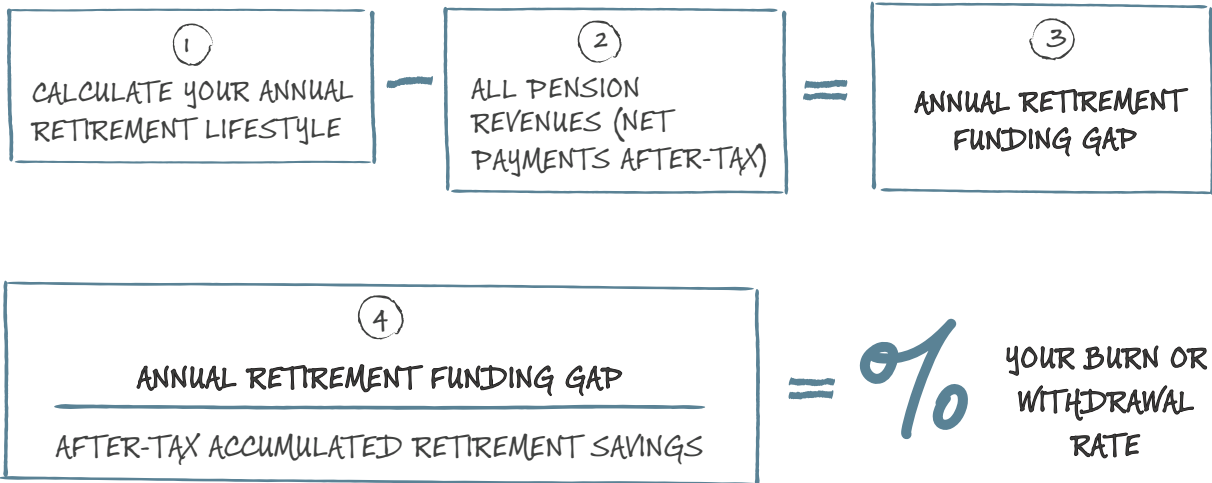 1
CALCULATE YOUR ANNUAL
RETIREMENT LIFESTYLE
–
2
ALL PENSION
REVENUES (NET
PAYMENTS AFTER-TAX)
=
3
ANNUAL RETIREMENT
FUNDING GAP
4
ANNUAL RETIREMENT FUNDING GAP
AFTER-TAX ACCUMULATED RETIREMENT SAVINGS
=
%
YOUR BURN OR
WITHDRAWAL
RATE